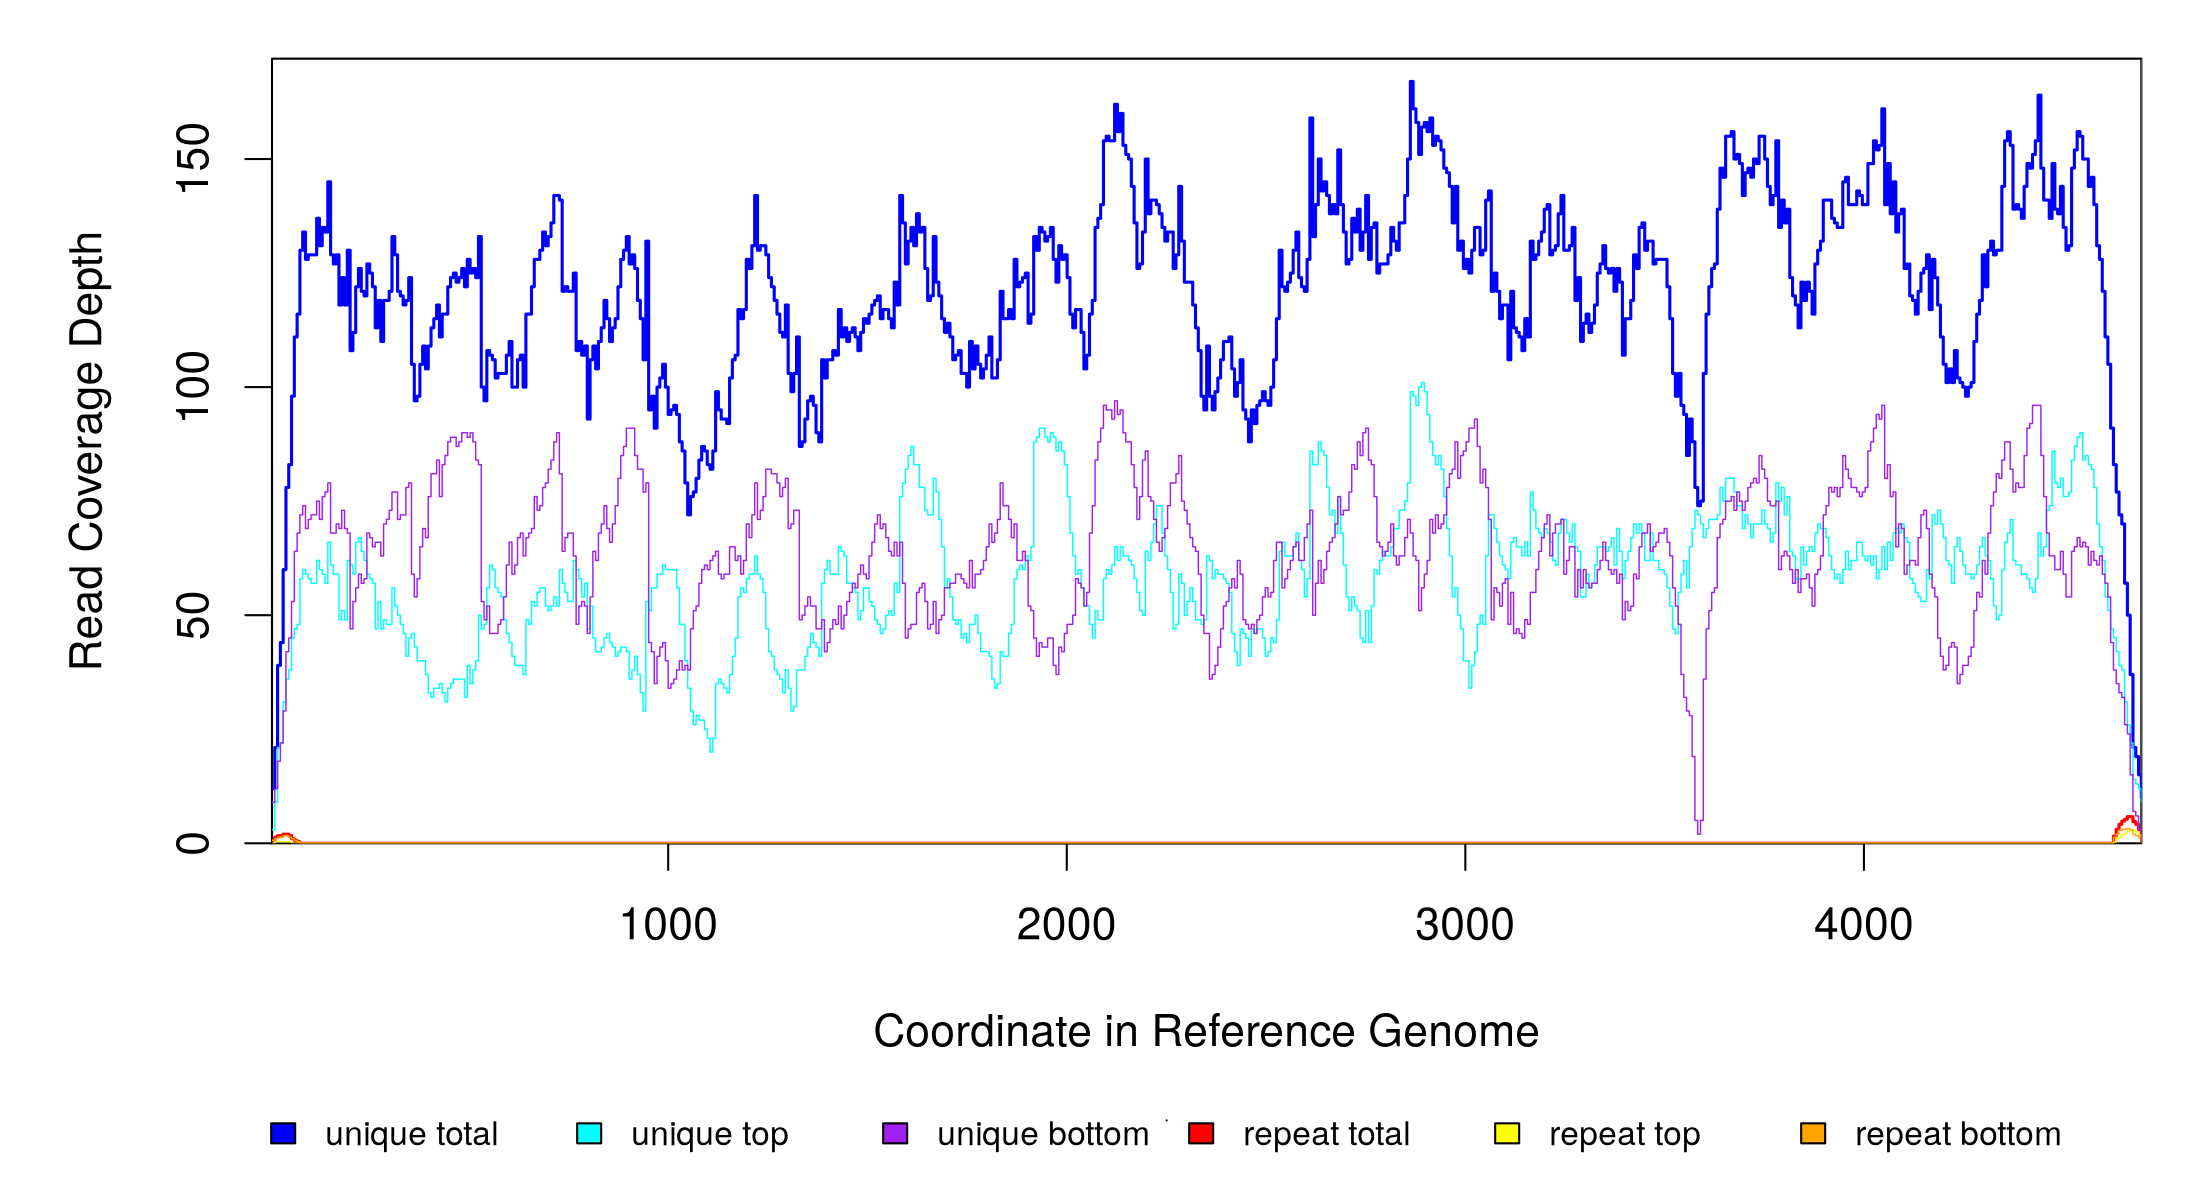 Read Coverage Depth
150
100
50
0
1000 2000 3000 4000
Coordinate in Reference Genome
unique total unique top unique bottom repeat total repeat top repeat bottom